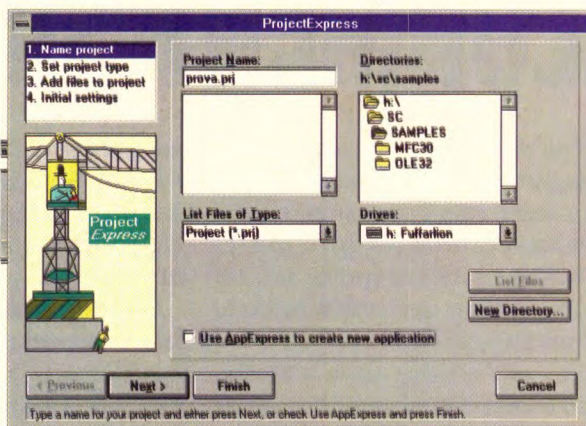 ProjectExpress
1. Name project
2. Set project type
3. Add files to project
4. Initial settings
Project
Express
Project Name:
prova.prj
List Files of Type:
Project (*.prj)
Directories:
h:\sc\samples
h:\
SC
SAMPLES
MFC30
OLE32
Drives:
h: Fuffarlion
List Files
New Directory...
Use AppExpress to create new application
< Previous
Next >
Finish
Cancel
Type a name for your project and either press Next, or check Use AppExpress and press Finish.